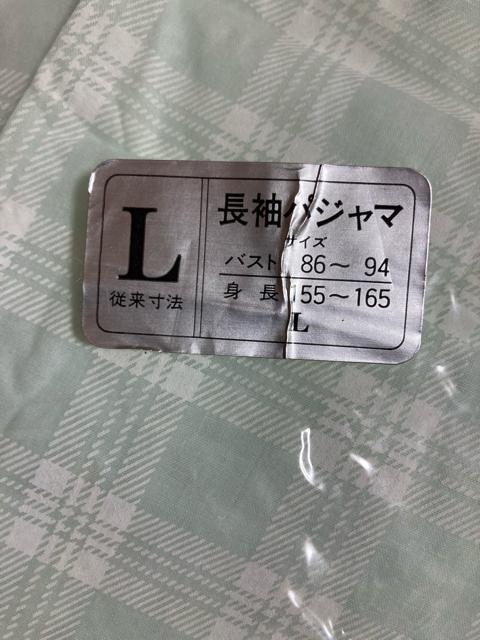 L
従来寸法
長袖パジャマ
サイズ
バスト 86～ 94
身 長 155～165
L